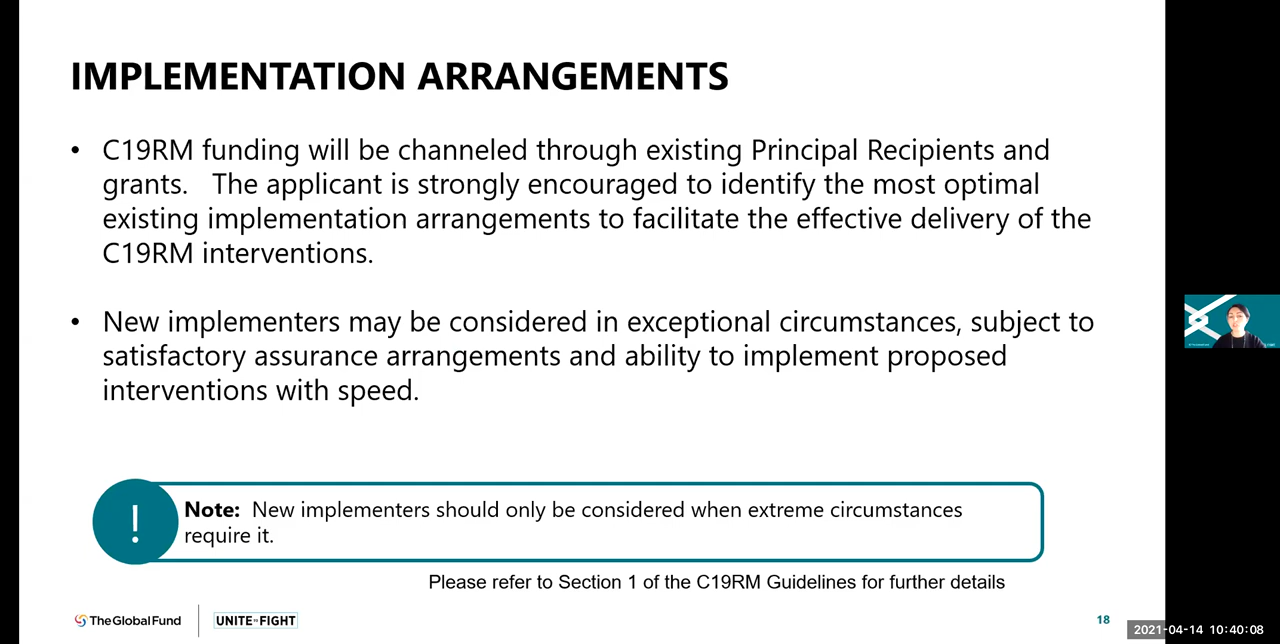 IMPLEMENTATION ARRANGEMENTS
• C19RM funding will be channeled through existing Principal Recipients and
grants.   The applicant is strongly encouraged to identify the most optimal
existing implementation arrangements to facilitate the effective delivery of the
C19RM interventions.
• New implementers may be considered in exceptional circumstances, subject to
satisfactory assurance arrangements and ability to implement proposed
interventions with speed.
! Note:  New implementers should only be considered when extreme circumstances
require it.
Please refer to Section 1 of the C19RM Guidelines for further details
The Global Fund
UNITE TO FIGHT
18
2021-04-14 10:40:08